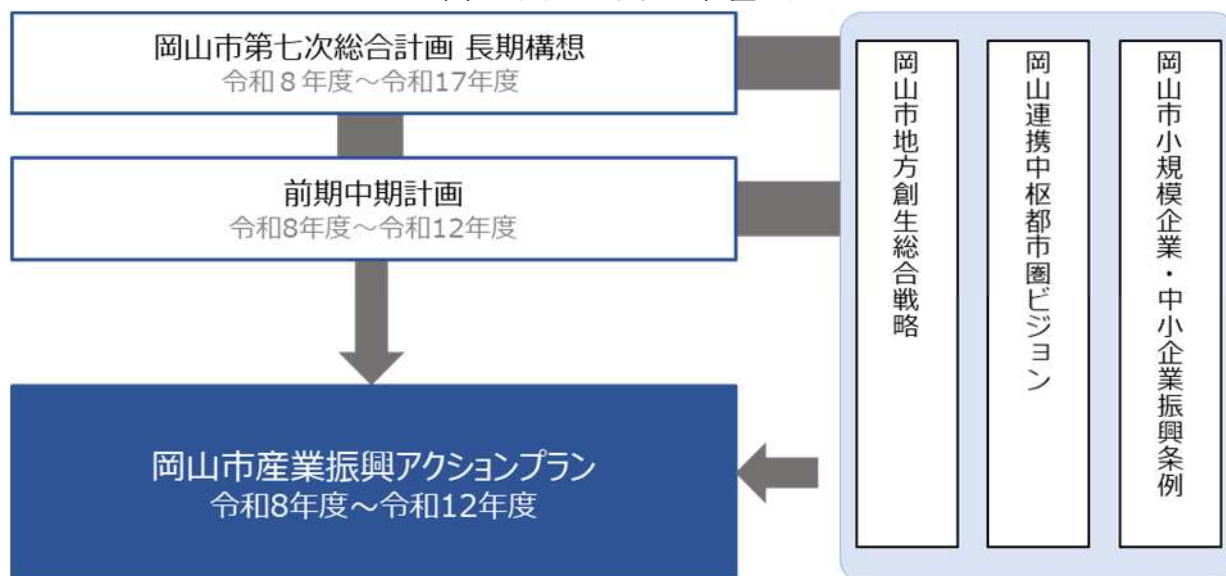 岡山市第七次総合計画 長期構想
令和８年度～令和17年度
前期中期計画
令和8年度～令和12年度
岡山市産業振興アクションプラン
令和8年度～令和12年度
岡山市地方創生総合戦略
岡山連携中枢都市圏ビジョン
岡山市小規模企業・中小企業振興条例